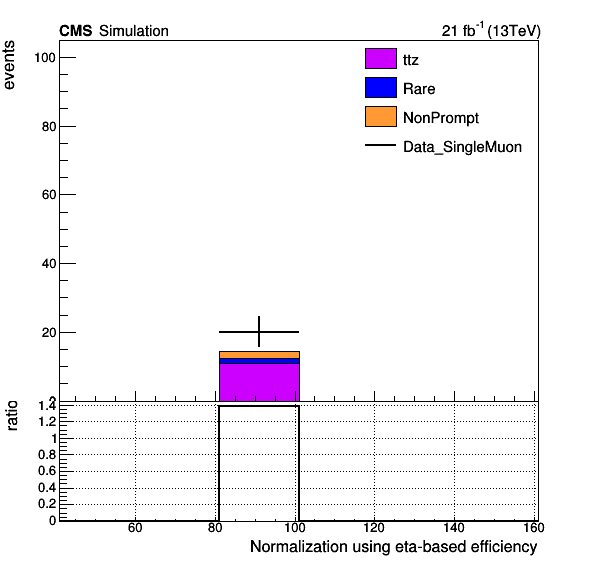 CMS Simulation 21 fb-1 (13TeV)
events
100
80
60
40
20
0
ttz
Rare
NonPrompt
Data_SingleMuon
ratio
1.4
1.2
1
0.8
0.6
0.4
0.2
0
60 80 100 120 140 160
Normalization using eta-based efficiency